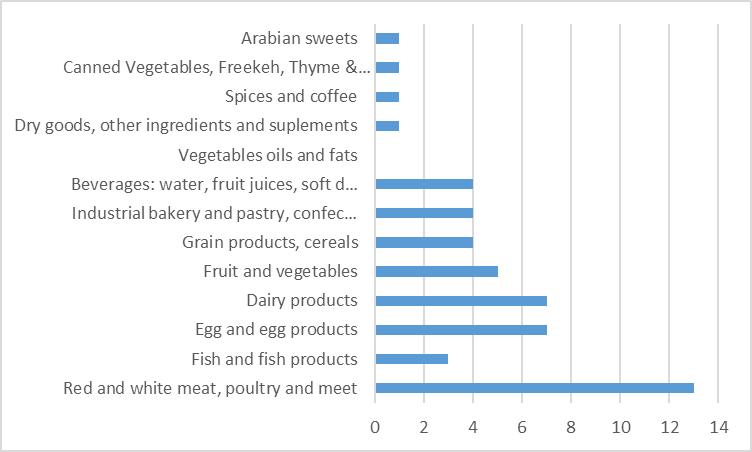 Arabian sweets
Canned Vegetables, Freekeh, Thyme &...
Spices and coffee
Dry goods, other ingredients and suplements
Vegetables oils and fats
Beverages: water, fruit juices, soft d...
Industrial bakery and pastry, confec...
Grain products, cereals
Fruit and vegetables
Dairy products
Egg and egg products
Fish and fish products
Red and white meat, poultry and meet
0 2 4 6 8 10 12 14